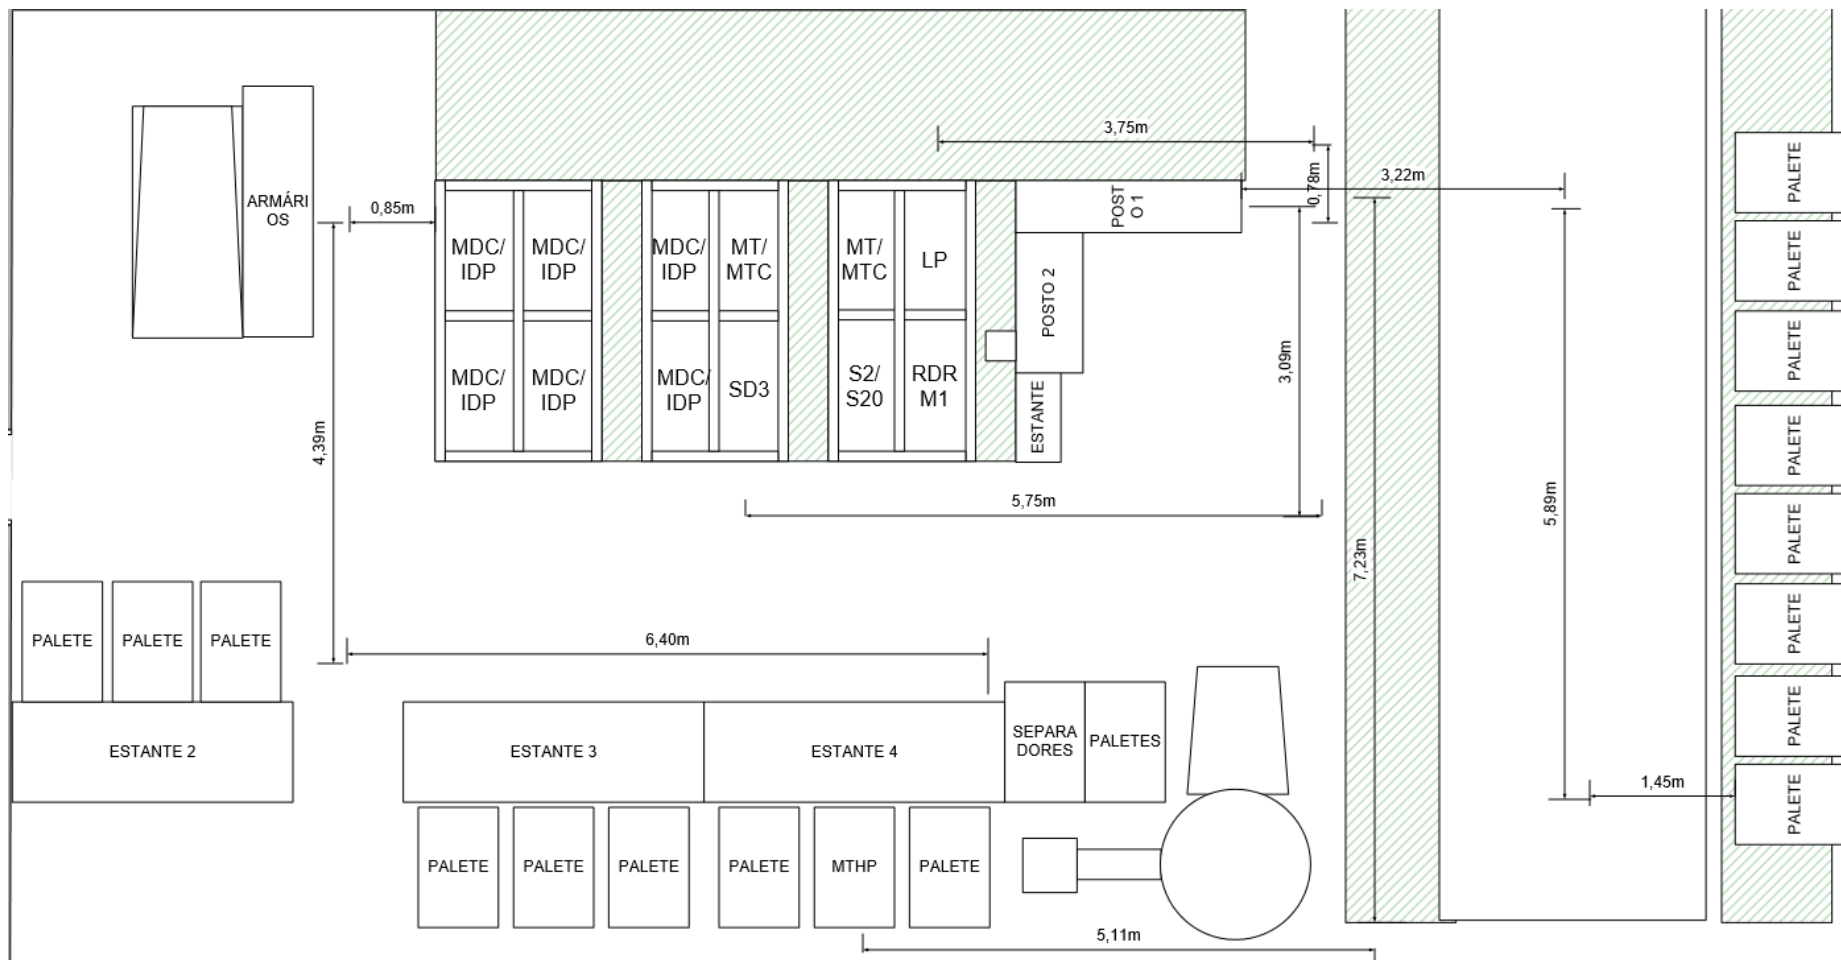 3,75m
3,22m
0,78m
0,85m
ARMÁRI
OS
POST
O 1
PALETE
MDC/
IDP
MDC/
IDP
MDC/
IDP
MT/
MTC
MT/
MTC
LP
POSTO 2
PALETE
PALETE
MDC/
IDP
MDC/
IDP
MDC/
IDP
SD3
S2/
S20
RDR
M1
ESTANTE
3,09m
4,39m
PALETE
5,75m
5,89m
7,23m
PALETE
PALETE
PALETE
PALETE
PALETE
6,40m
PALETE
ESTANTE 2
ESTANTE 3
ESTANTE 4
SEPARA
DORES
PALETES
1,45m
PALETE
PALETE
PALETE
PALETE
PALETE
PALETE
MTHP
PALETE
5,11m